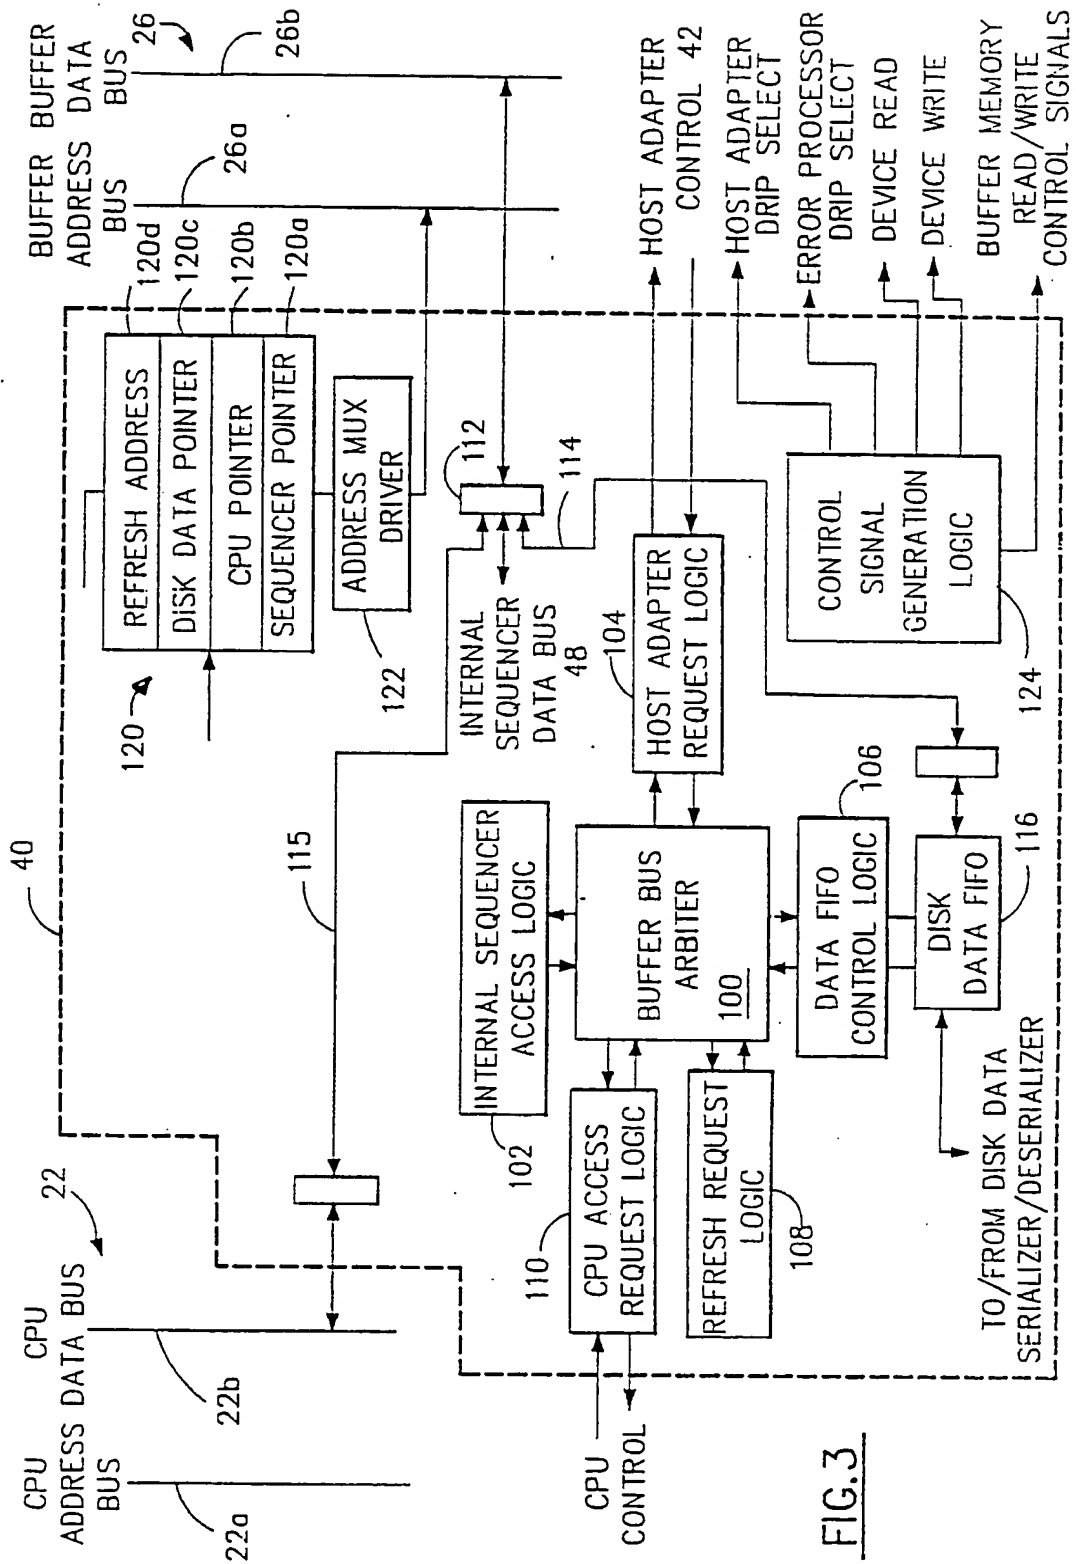 CPU
ADDRESS
BUS
CPU
DATA BUS
22
22a
22b
40
115
BUFFER
ADDRESS
BUS
BUFFER
DATA
BUS
26
26a
26b
120
REFRESH ADDRESS
120d
DISK DATA POINTER
120c
CPU POINTER
120b
SEQUENCER POINTER
120a
ADDRESS MUX
DRIVER
122
112
114
INTERNAL
SEQUENCER
DATA BUS
48
INTERNAL SEQUENCER
ACCESS LOGIC
102
HOST ADAPTER
REQUEST LOGIC
104
HOST ADAPTER
CONTROL 42
CPU ACCESS
REQUEST LOGIC
110
CPU
CONTROL
BUFFER BUS
ARBITER
100
REFRESH REQUEST
LOGIC
108
DATA FIFO
CONTROL LOGIC
106
DISK
DATA FIFO
116
TO/FROM DISK DATA
SERIALIZER/DESERIALIZER
CONTROL
SIGNAL
GENERATION
LOGIC
124
HOST ADAPTER
DRIP SELECT
ERROR PROCESSOR
DRIP SELECT
DEVICE READ
DEVICE WRITE
BUFFER MEMORY
READ/WRITE
CONTROL SIGNALS
FIG.3